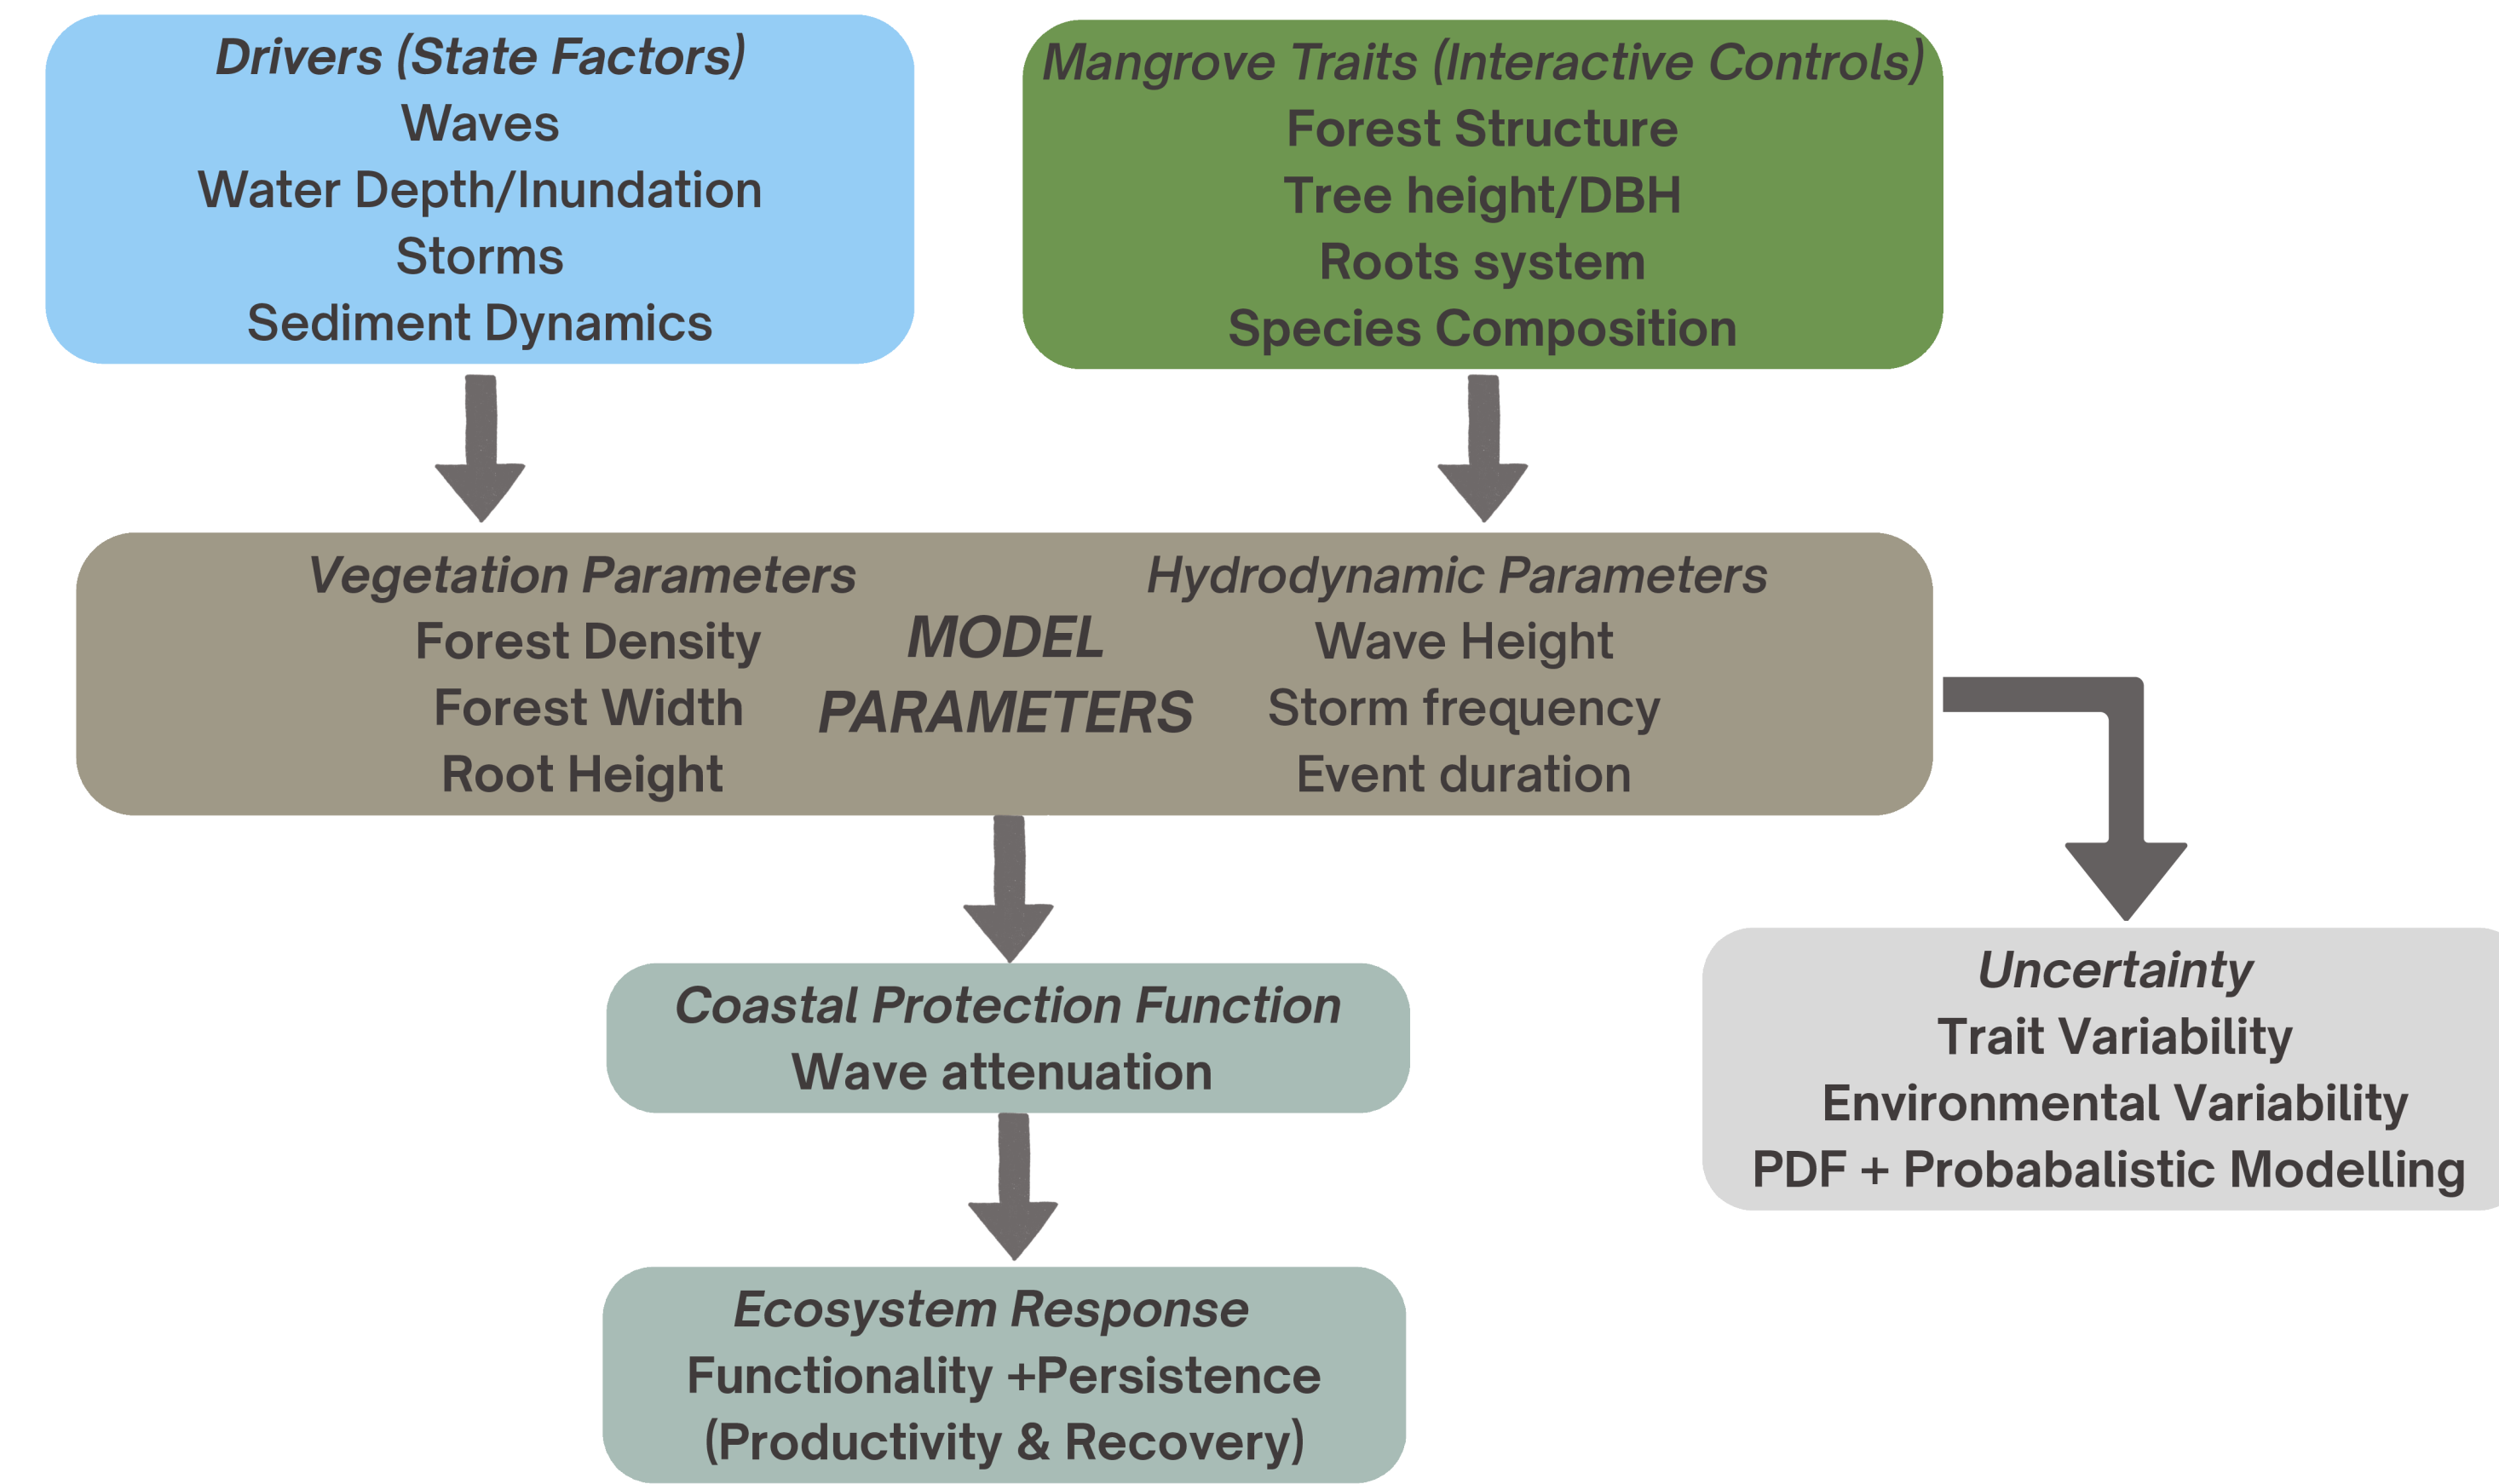 Drivers (State Factors)
Waves
Water Depth/Inundation
Storms
Sediment Dynamics
Mangrove Traits (Interactive Controls)
Forest Structure
Tree height/DBH
Roots system
Species Composition
Vegetation Parameters
Forest Density
Forest Width
Root Height
MODEL
PARAMETERS
Hydrodynamic Parameters
Wave Height
Storm frequency
Event duration
Coastal Protection Function
Wave attenuation
Uncertainty
Trait Variability
Environmental Variability
PDF + Probabalistic Modelling
Ecosystem Response
Functionality +Persistence
(Productivity & Recovery)